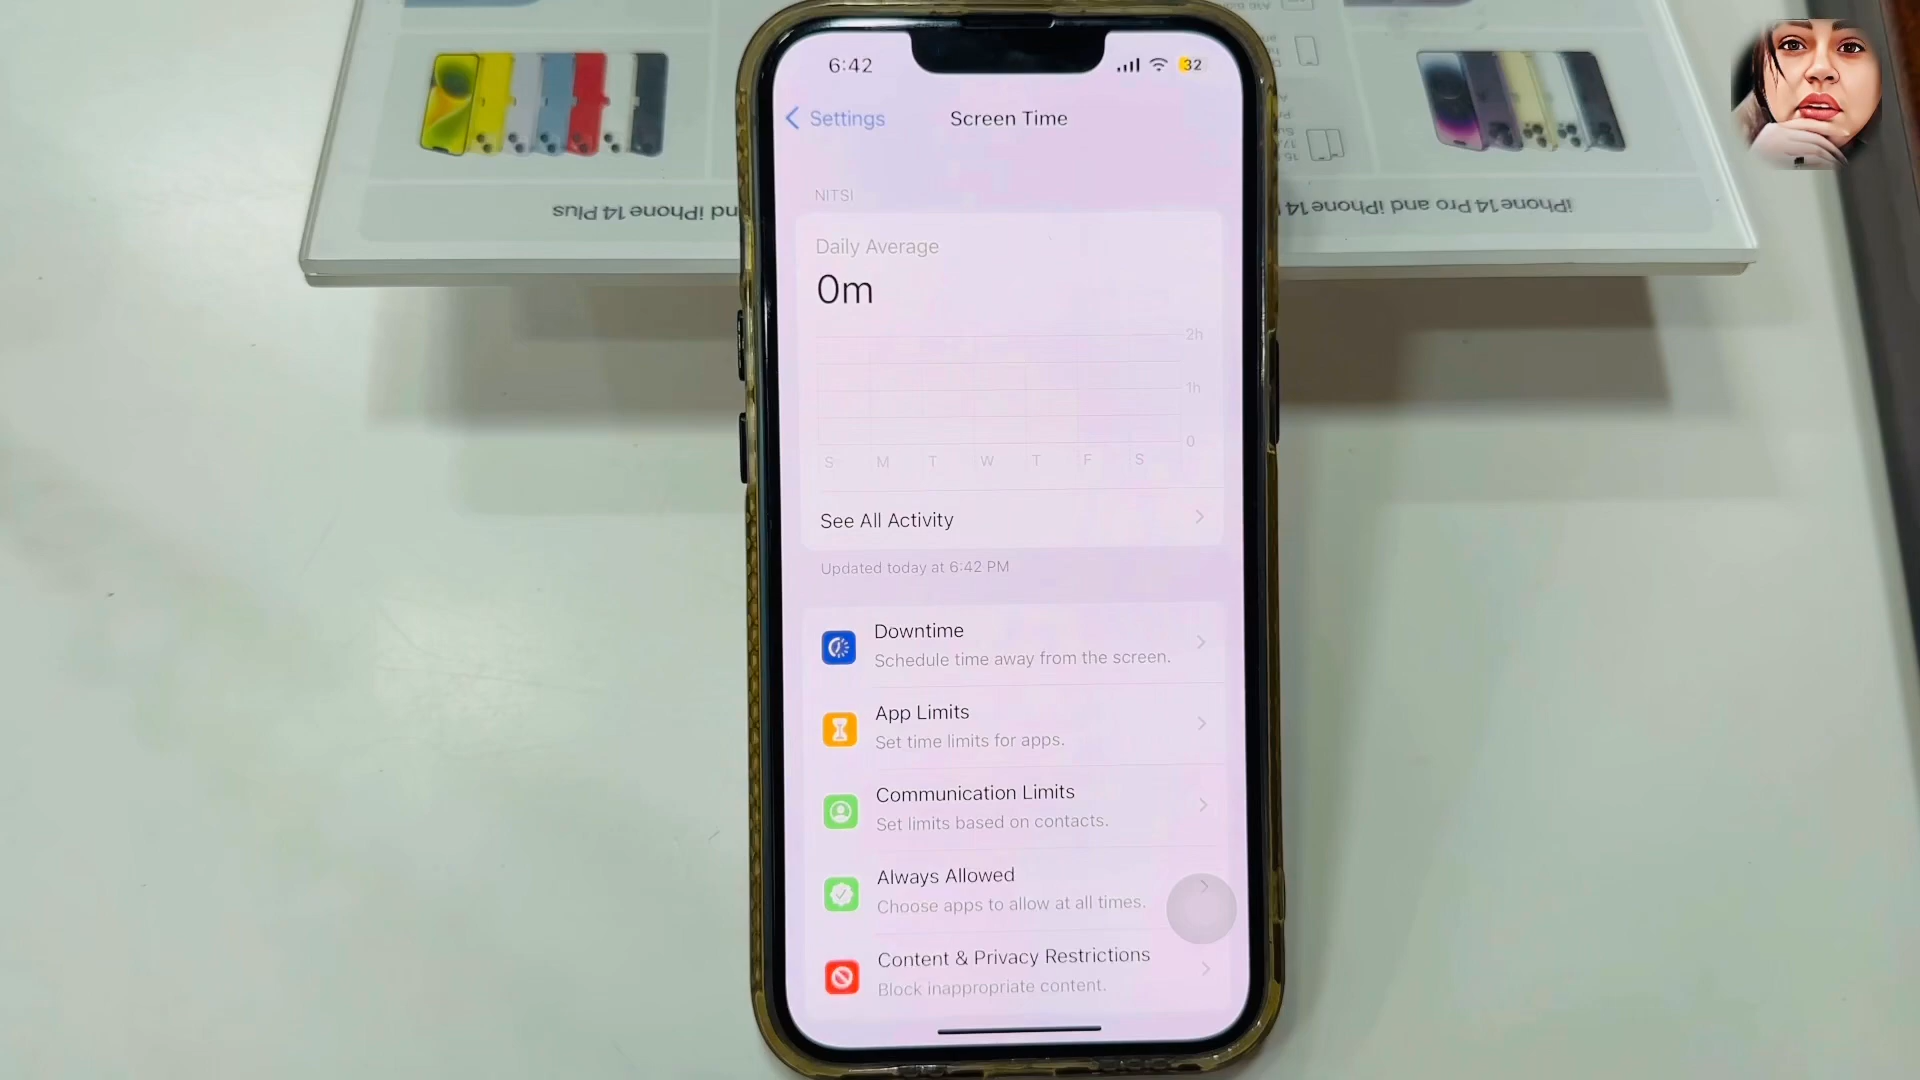 6:42
32
Settings
Screen Time
NITSI
Daily Average
0m
2h
1h
0
S M T W T F S
See All Activity
Updated today at 6:42 PM
Downtime
Schedule time away from the screen.
App Limits
Set time limits for apps.
Communication Limits
Set limits based on contacts.
Always Allowed
Choose apps to allow at all times.
Content & Privacy Restrictions
Block inappropriate content.
nd iPhone 14 Plus
iPhone 14 Pro and iPhone 14